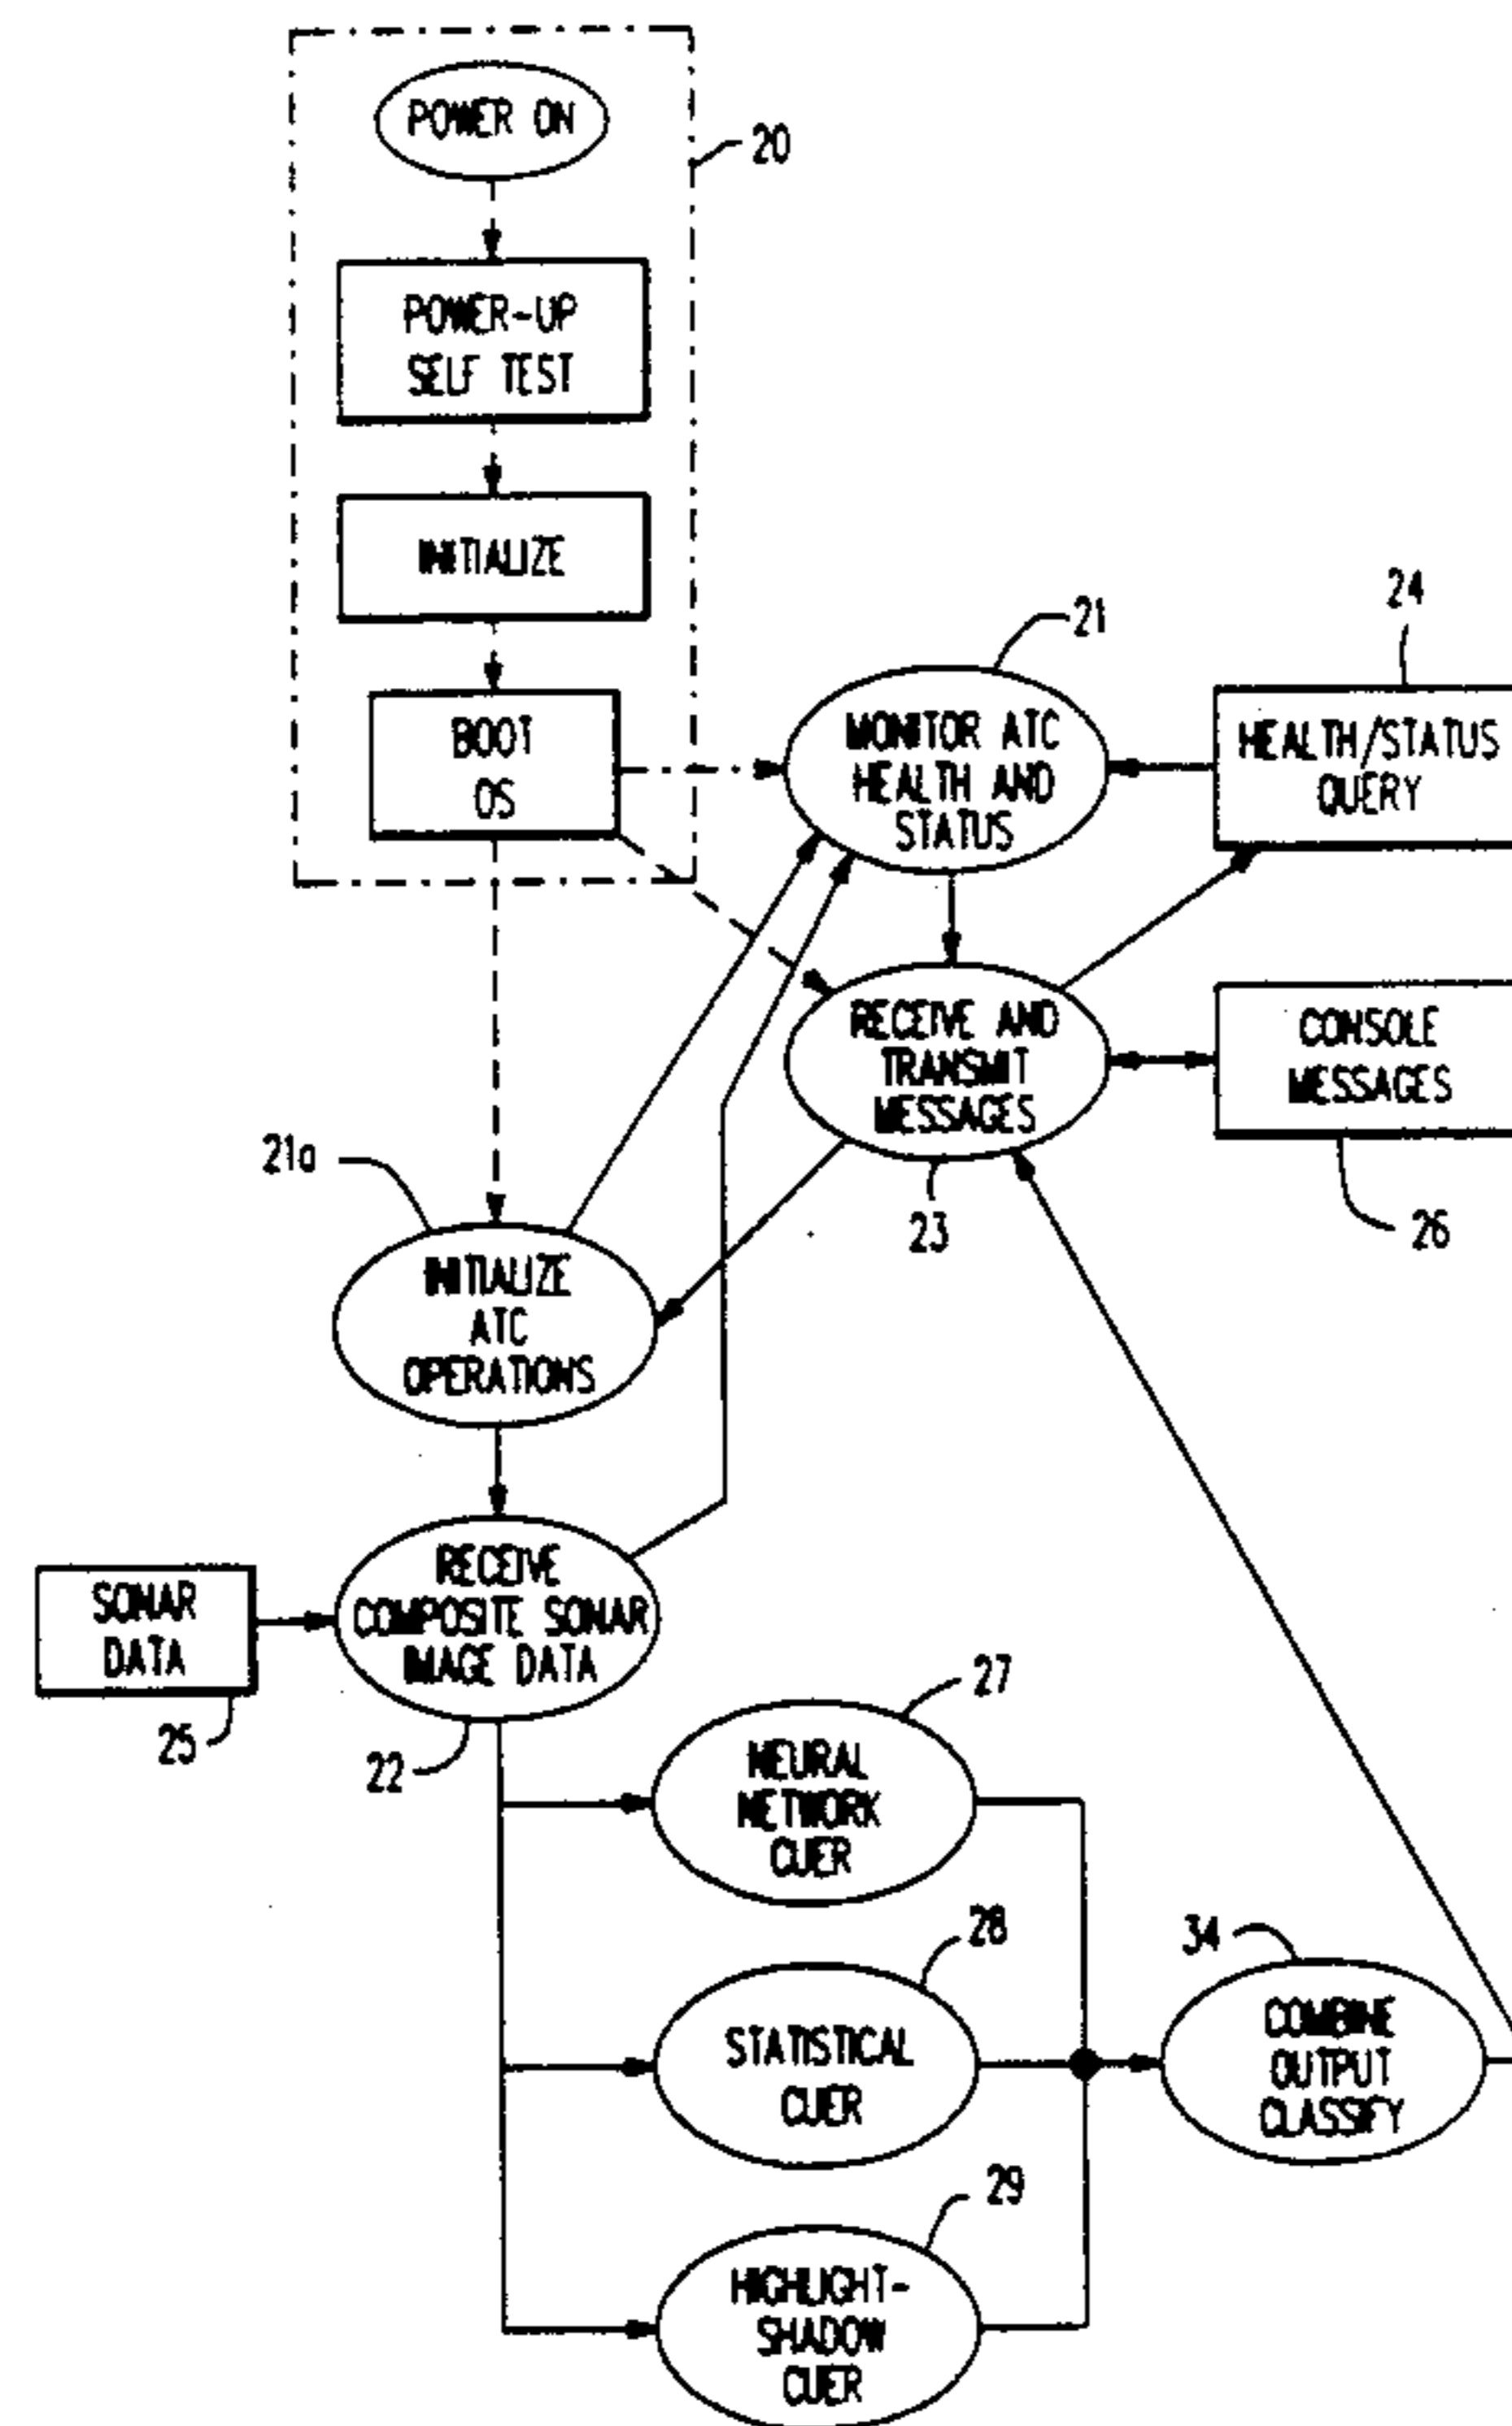 POWER ON
20
POWER-UP
SELF TEST
INITIALIZE
BOOT
OS
21
MONITOR ATC
HEALTH AND
STATUS
24
HEALTH/STATUS
QUERY
RECEIVE AND
TRANSMIT
MESSAGES
23
CONSOLE
MESSAGES
26
21a
INITIALIZE
ATC
OPERATIONS
SONAR
DATA
25
RECEIVE
COMPOSITE SONAR
IMAGE DATA
22
27
NEURAL
NETWORK
CUER
28
STATISTICAL
CUER
34
COMBINE
OUTPUT
CLASSIFY
29
HIGHLIGHT-
SHADOW
CUER